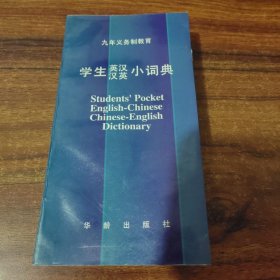 九年义务制教育
学生英汉汉英小词典
Students' Pocket
English-Chinese
Chinese-English
Dictionary
华龄出版社